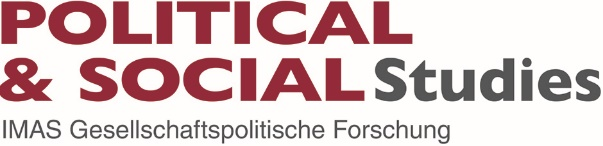 POLITICAL
& SOCIAL Studies
IMAS Gesellschaftspolitische Forschung